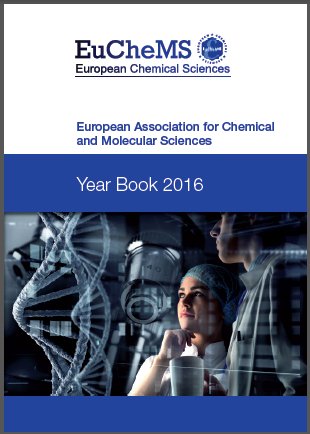 EuCheMS
European Chemical Sciences
European Association for Chemical
and Molecular Sciences
Year Book 2016